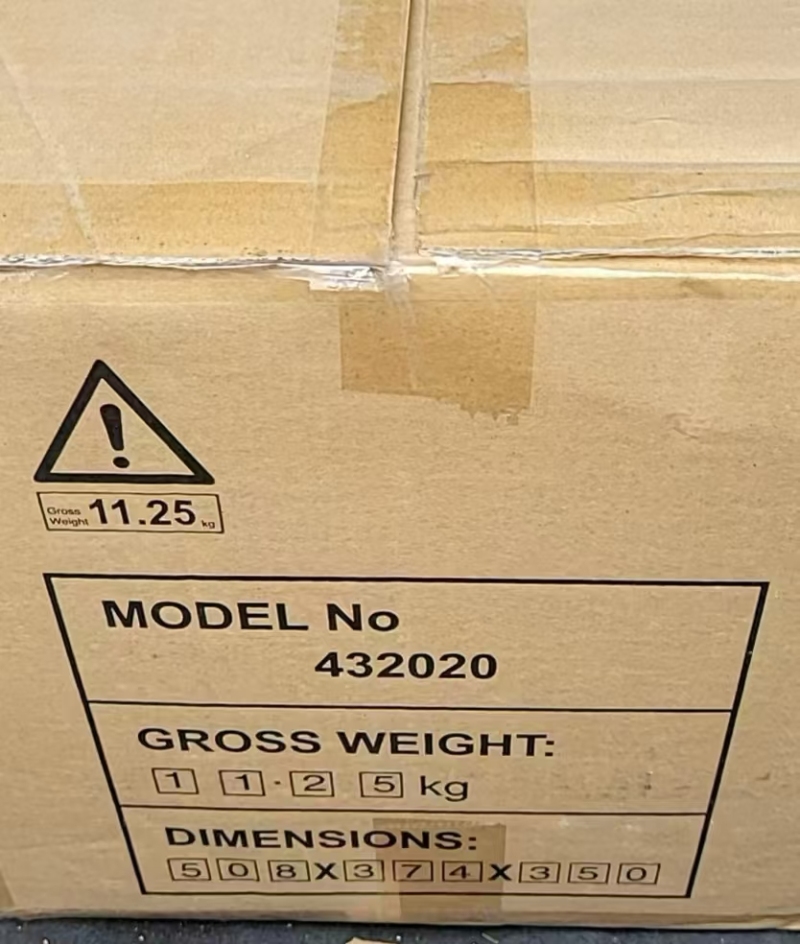 Gross Weight 11.25 kg
MODEL No
432020
GROSS WEIGHT:
11.25 kg
DIMENSIONS:
508X374X350